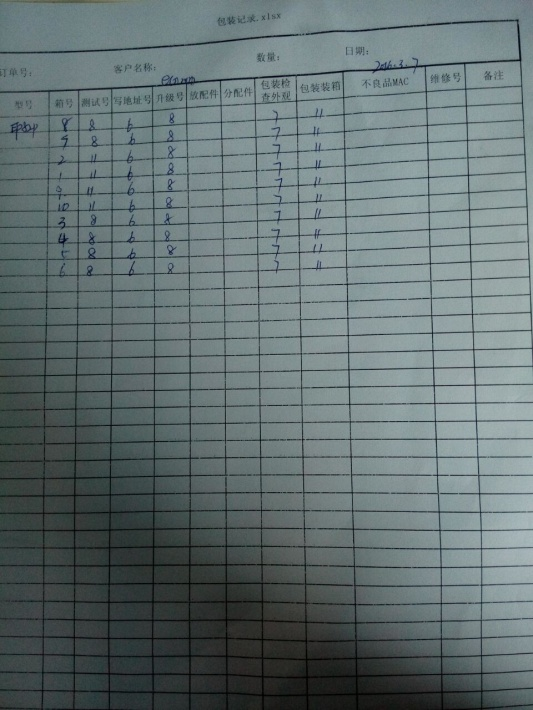 包装记录.xlsx
订单号： 客户名称： 数量： 日期： 2016.3.7
型号 箱号 测试号 写地址号 升级号 放配件 分配件 包装检查外观 包装装箱 不良品MAC 维修号 备注
8 8 6 8 7 11
9 8 6 8 7 11
2 11 6 8 7 11
1 11 6 8 7 11
11 6 8 7 11
10 11 6 8 7 11
3 8 6 8 7 11
4 8 6 8 7 11
5 8 6 8 7 11
6 8 6 8 7 11